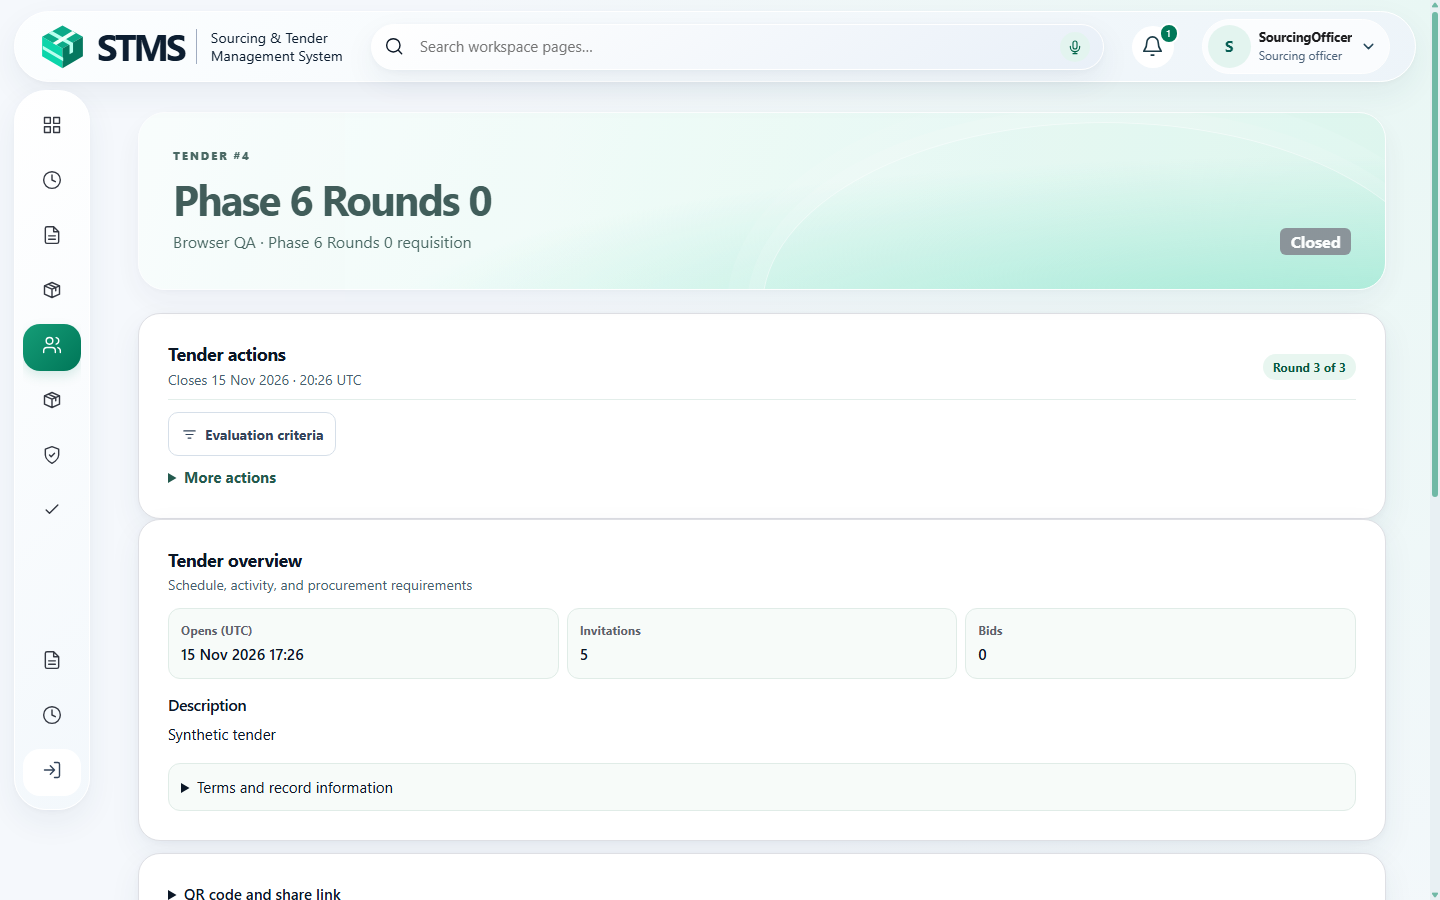 STMS
Sourcing & Tender
Management System
Search workspace pages...
1
S
SourcingOfficer
Sourcing officer
TENDER #4
Phase 6 Rounds 0
Browser QA · Phase 6 Rounds 0 requisition
Closed
Tender actions
Closes 15 Nov 2026 · 20:26 UTC
Round 3 of 3
Evaluation criteria
More actions
Tender overview
Schedule, activity, and procurement requirements
Opens (UTC)
15 Nov 2026 17:26
Invitations
5
Bids
0
Description
Synthetic tender
Terms and record information
QR code and share link